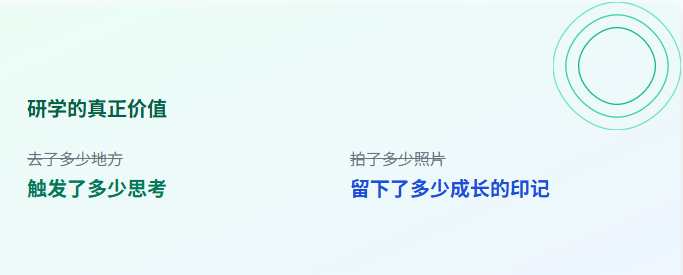 研学的真正价值
去了多少地方
触发了多少思考
拍了多少照片
留下了多少成长的印记